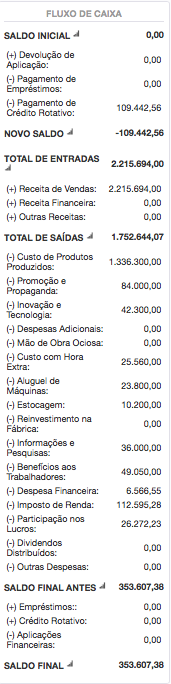 FLUXO DE CAIXA
SALDO INICIAL 0,00
(+) Devolução de
Aplicação: 0,00
(-) Pagamento de
Empréstimos: 0,00
(-) Pagamento de
Crédito Rotativo: 109.442,56
NOVO SALDO -109.442,56
TOTAL DE ENTRADAS 2.215.694,00
(+) Receita de Vendas: 2.215.694,00
(+) Receita Financeira: 0,00
(+) Outras Receitas: 0,00
TOTAL DE SAÍDAS 1.752.644,07
(-) Custo de Produtos
Produzidos: 1.336.300,00
(-) Promoção e
Propaganda: 84.000,00
(-) Inovação e
Tecnologia: 42.300,00
(-) Despesas Adicionais: 0,00
(-) Mão de Obra Ociosa: 0,00
(-) Custo com Hora
Extra: 25.560,00
(-) Aluguel de
Máquinas: 23.800,00
(-) Estocagem: 10.200,00
(-) Reinvestimento na
Fábrica: 0,00
(-) Informações e
Pesquisas: 36.000,00
(-) Benefícios aos
Trabalhadores: 49.050,00
(-) Despesa Financeira: 6.566,55
(-) Imposto de Renda: 112.595,28
(-) Participação nos
Lucros: 26.272,23
(-) Dividendos
Distribuídos: 0,00
(-) Outras Despesas: 0,00
SALDO FINAL ANTES 353.607,38
(+) Empréstimos:: 0,00
(+) Crédito Rotativo: 0,00
(-) Aplicações
Financeiras: 0,00
SALDO FINAL 353.607,38